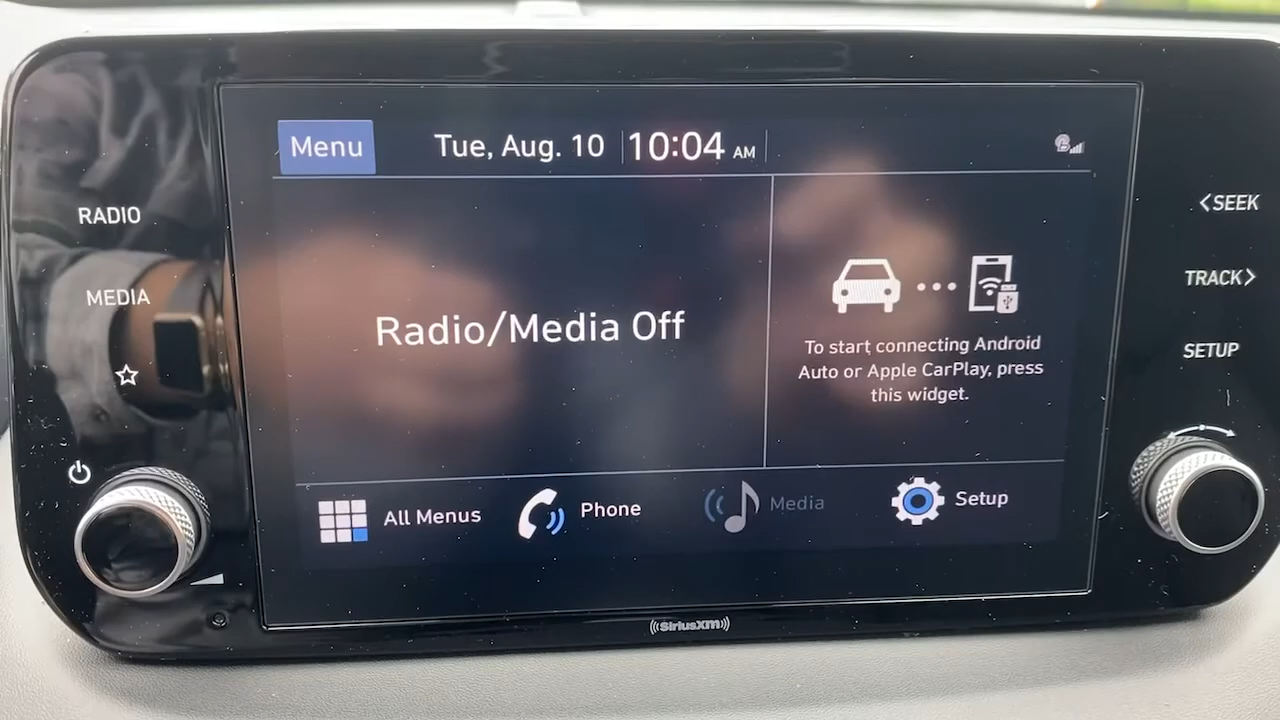 Menu
Tue, Aug. 10
10:04 AM
RADIO
MEDIA
<SEEK
TRACK>
SETUP
Radio/Media Off
To start connecting Android
Auto or Apple CarPlay, press
this widget.
All Menus
Phone
Media
Setup
((SiriusXM))